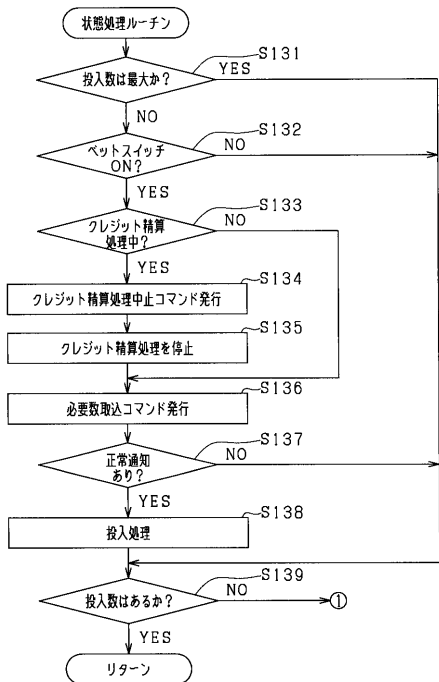 状態処理ルーチン
S131
投入数は最大か?
YES
NO
S132
ベットスイッチ
ON?
NO
YES
S133
クレジット精算
処理中?
NO
YES
S134
クレジット精算処理中止コマンド発行
S135
クレジット精算処理を停止
S136
必要数取込コマンド発行
S137
正常通知
あり?
NO
YES
S138
投入処理
S139
投入数はあるか?
NO
①
YES
リターン